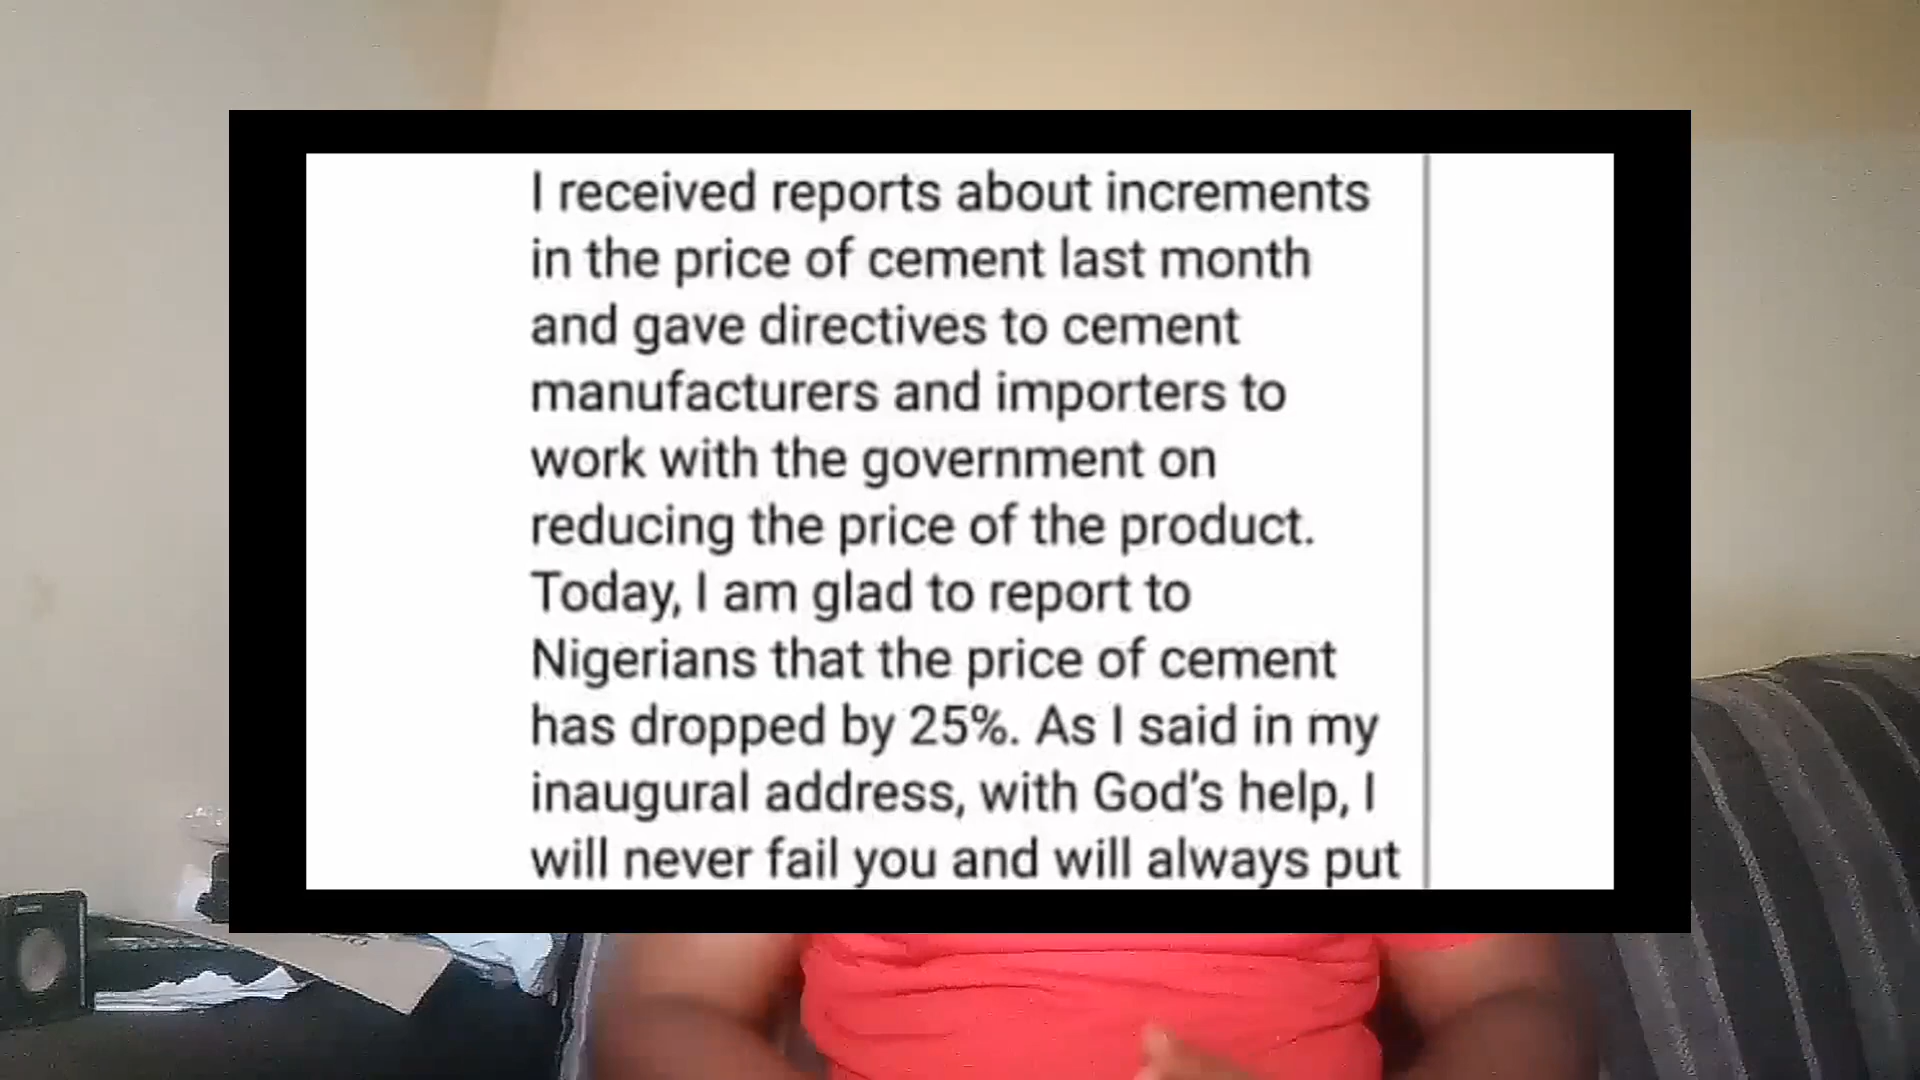 I received reports about increments
in the price of cement last month
and gave directives to cement
manufacturers and importers to
work with the government on
reducing the price of the product.
Today, I am glad to report to
Nigerians that the price of cement
has dropped by 25%. As I said in my
inaugural address, with God's help, I
will never fail you and will always put